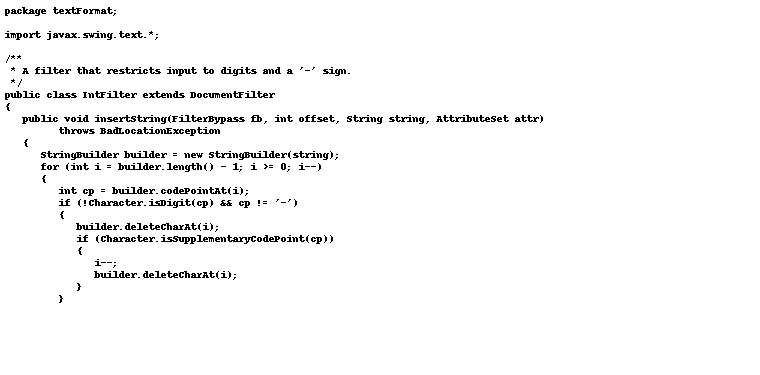 package textFormat;
import javax.swing.text.*;
/**
 * A filter that restricts input to digits and a '-' sign.
 */
public class IntFilter extends DocumentFilter
{
   public void insertString(FilterBypass fb, int offset, String string, AttributeSet attr)
         throws BadLocationException
   {
      StringBuilder builder = new StringBuilder(string);
      for (int i = builder.length() - 1; i >= 0; i--)
      {
         int cp = builder.codePointAt(i);
         if (!Character.isDigit(cp) && cp != '-')
         {
            builder.deleteCharAt(i);
            if (Character.isSupplementaryCodePoint(cp))
            {
               i--;
               builder.deleteCharAt(i);
            }
         }